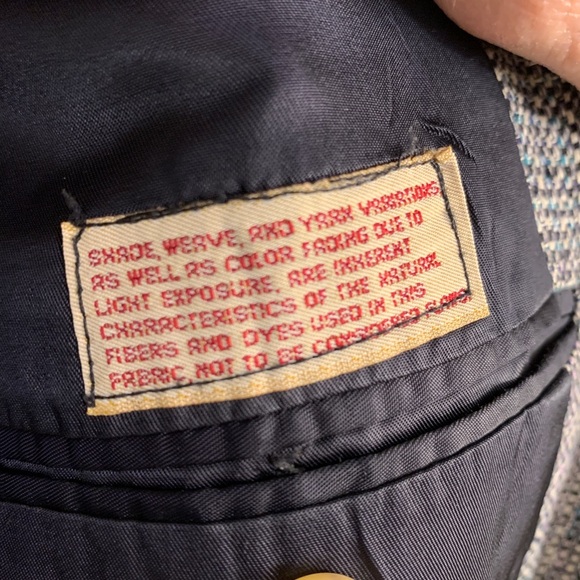 SHADE, WEAVE, AND YARN VARIATIONS
AS WELL AS COLOR FADING DUE TO
LIGHT EXPOSURE, ARE INHERENT
CHARACTERISTICS OF THE NATURAL
FIBERS AND DYES USED IN THIS
FABRIC, NOT TO BE CONSIDERED FLAWS.